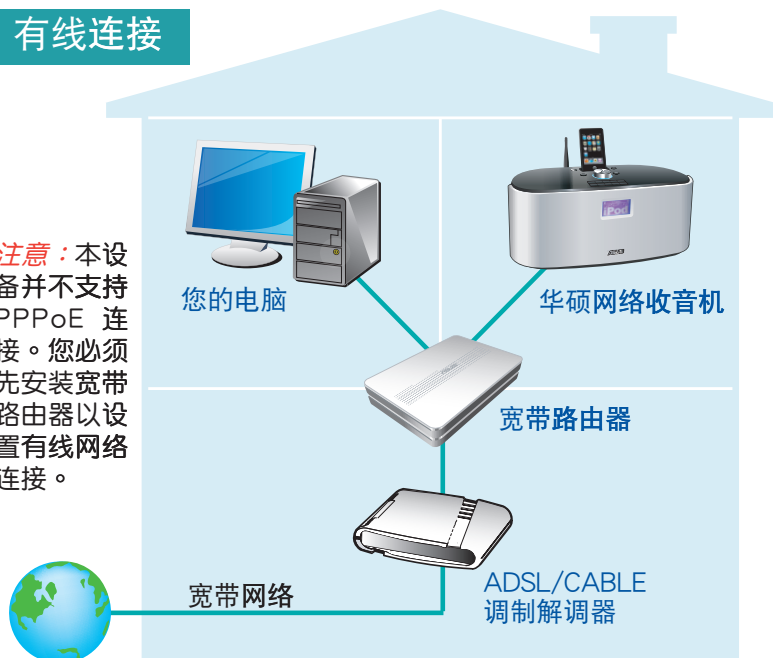 有线连接
您的电脑
iPod
华硕网络收音机
注意：本设
备并不支持
PPPoE 连
接。您必须
先安装宽带
路由器以设
置有线网络
连接。
宽带路由器
ADSL/CABLE
调制解调器
宽带网络